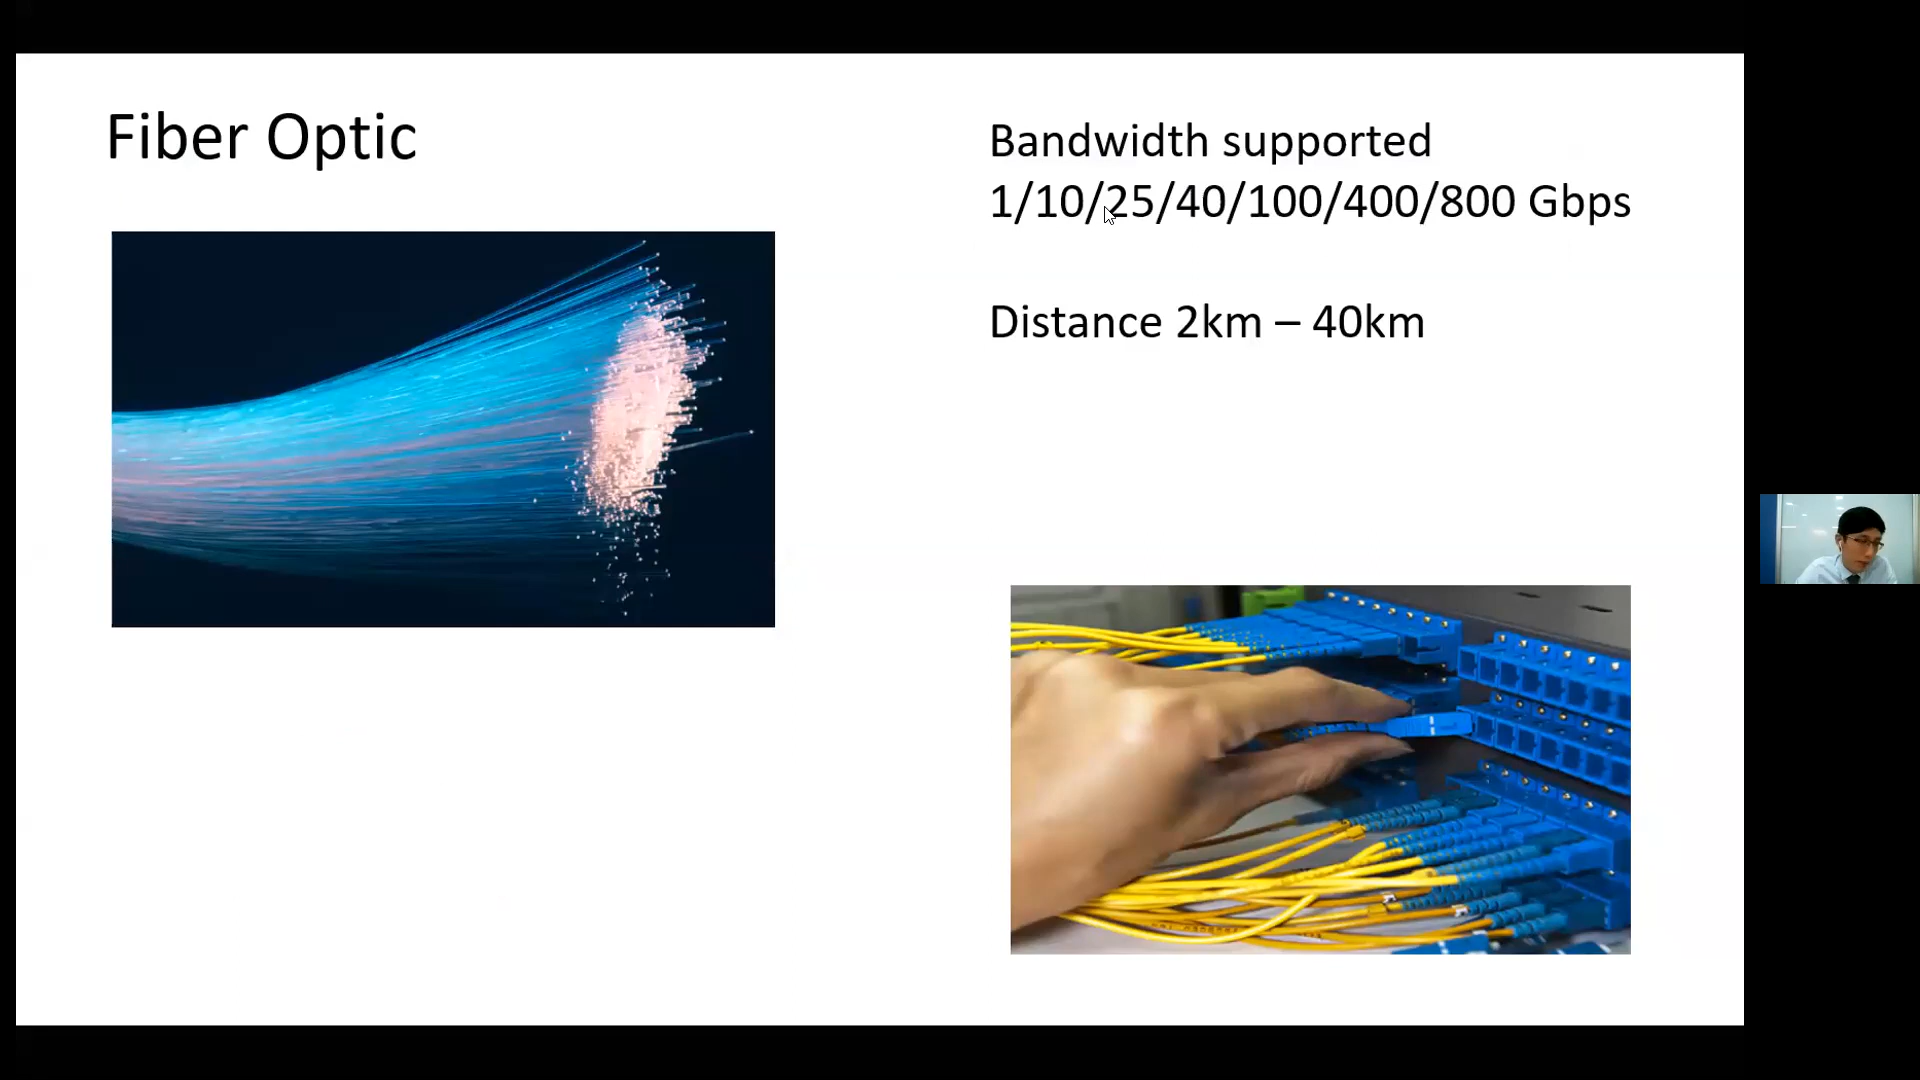 Fiber Optic
Bandwidth supported
1/10/25/40/100/400/800 Gbps
Distance 2km – 40km